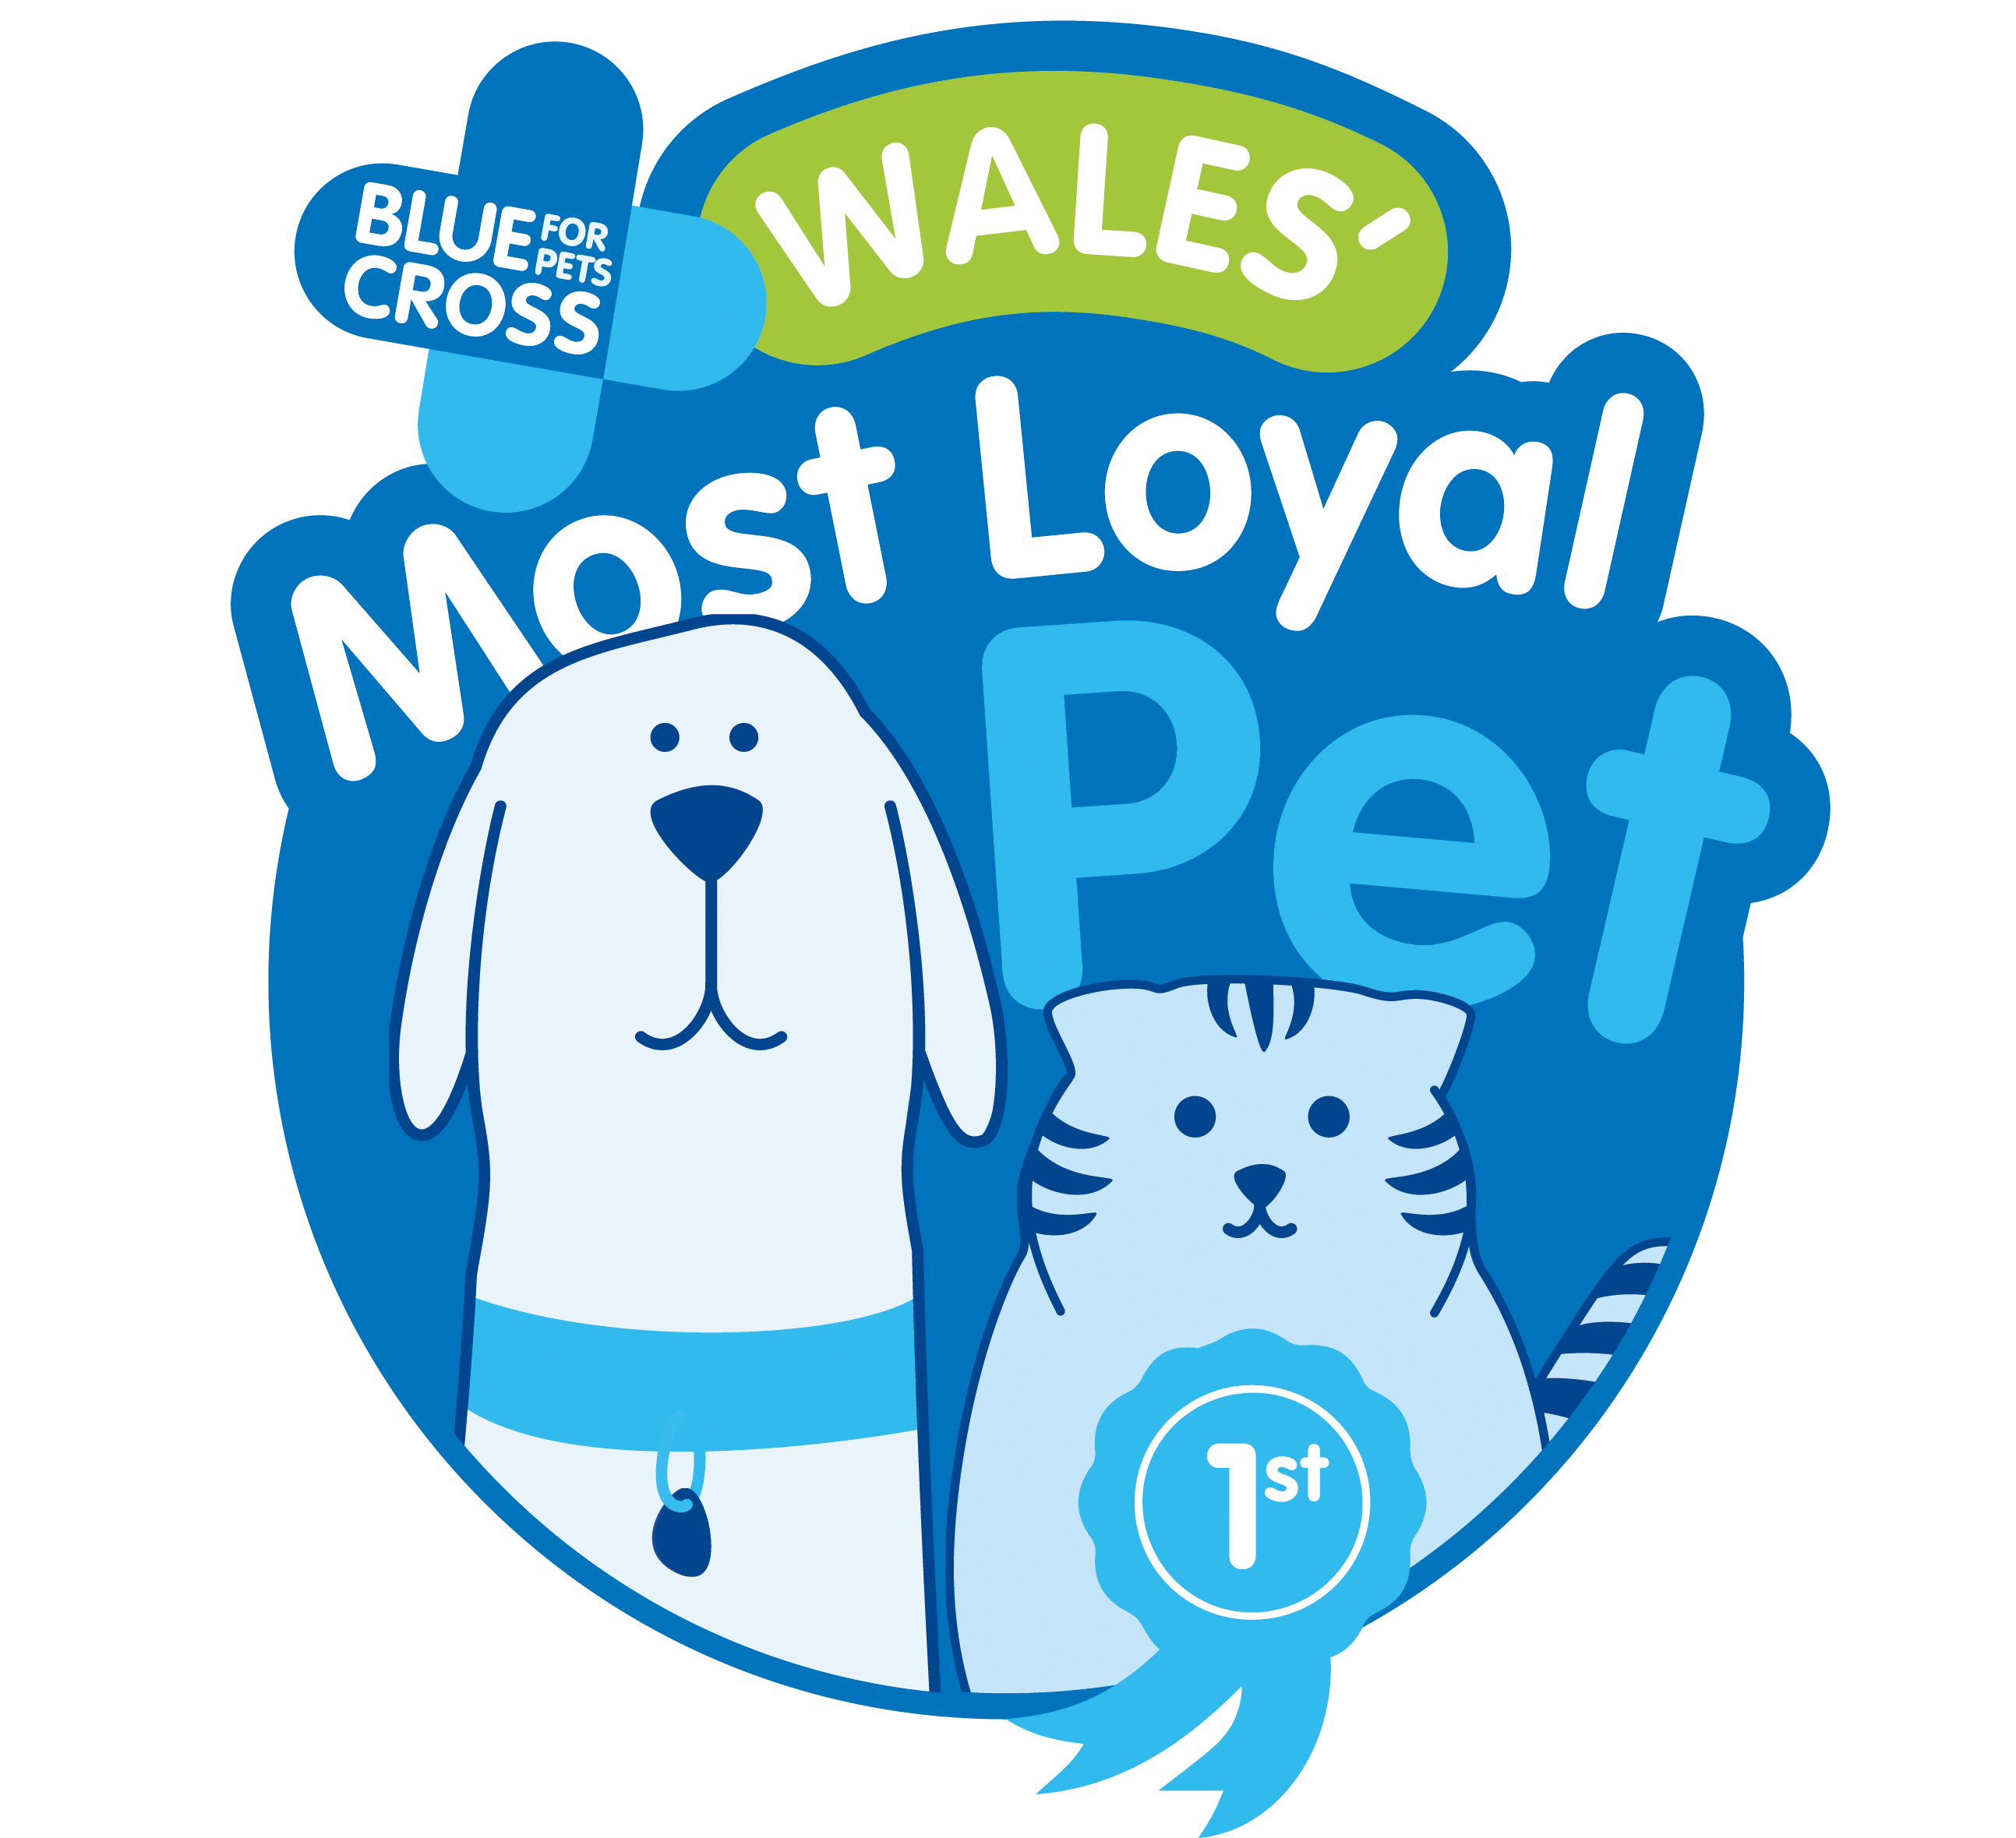 BLUE FOR
CROSS PETS
WALES'
Most Loyal
Pet
1st